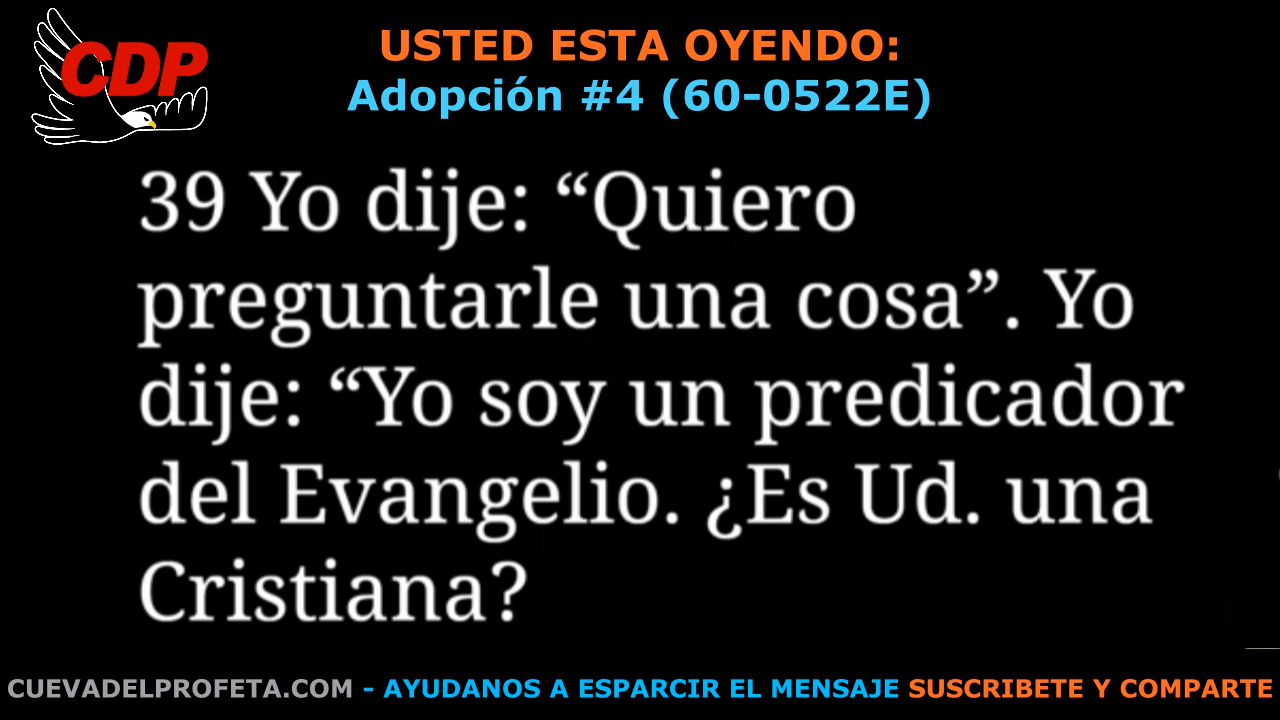 CDP
USTED ESTA OYENDO:
Adopción #4 (60-0522E)
39 Yo dije: “Quiero
preguntarle una cosa”. Yo
dije: “Yo soy un predicador
del Evangelio. ¿Es Ud. una
Cristiana?
CUEVADELPROFETA.COM - AYUDANOS A ESPARCIR EL MENSAJE SUSCRIBETE Y COMPARTE